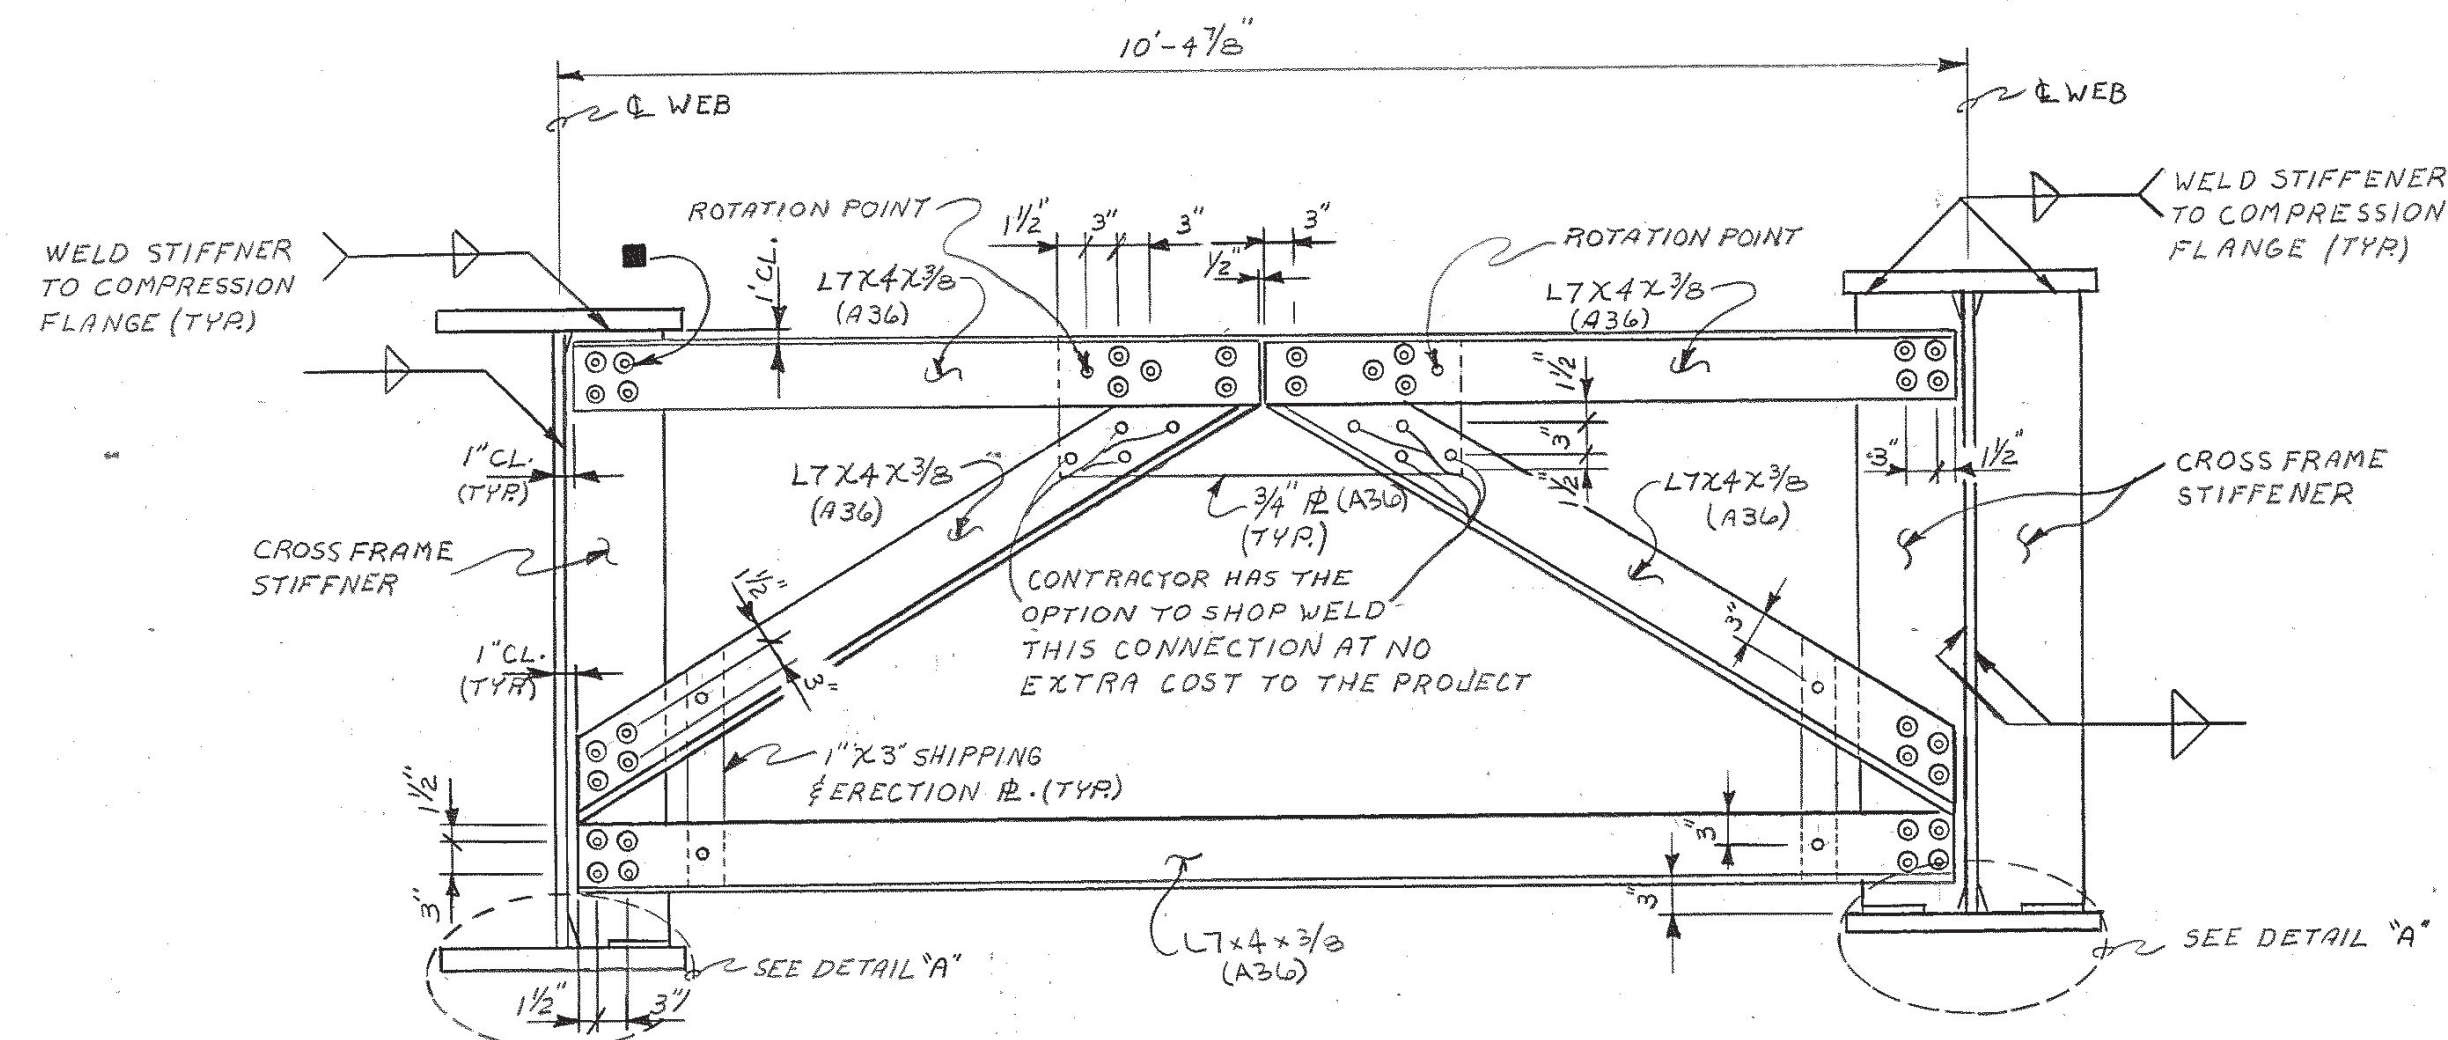 10'-4 7/8"
℄ WEB
℄ WEB
WELD STIFFENER
TO COMPRESSION
FLANGE (TYP.)
ROTATION POINT
1 1/2"
3"
3"
3"
1/2"
ROTATION POINT
WELD STIFFNER
TO COMPRESSION
FLANGE (TYP.)
1' CL.
L7X4X3/8
(A36)
L7X4X3/8
(A36)
1 1/2"
3"
1 1/2"
1" CL.
(TYP.)
L7X4X3/8
(A36)
3/4" ⅊ (A36)
(TYP.)
L7X4X3/8
(A36)
3"
1 1/2"
CROSS FRAME
STIFFENER
CROSS FRAME
STIFFNER
CONTRACTOR HAS THE
OPTION TO SHOP WELD
THIS CONNECTION AT NO
EXTRA COST TO THE PROJECT
1 1/2"
3"
3"
1" CL.
(TYP.)
1" X 3" SHIPPING
& ERECTION ⅊. (TYP.)
1 1/2"
3'
3"
3"
L7x4x3/8
(A36)
SEE DETAIL "A"
SEE DETAIL "A"
1 1/2"
3"